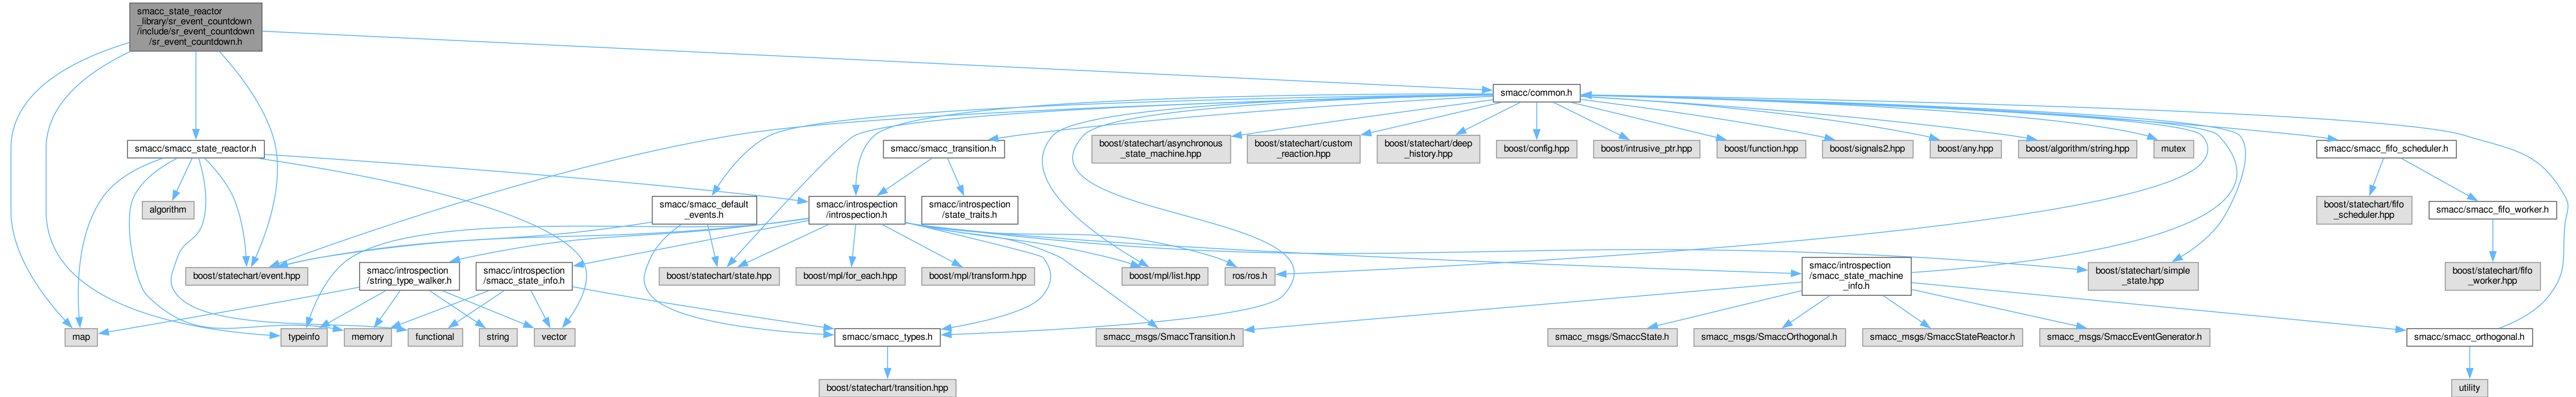 smacc_state_reactor
_library/sr_event_countdown
/include/sr_event_countdown
/sr_event_countdown.h
smacc/common.h
smacc/smacc_state_reactor.h
smacc/smacc_transition.h
boost/statechart/asynchronous
_state_machine.hpp
boost/statechart/custom
_reaction.hpp
boost/statechart/deep
_history.hpp
boost/config.hpp
boost/intrusive_ptr.hpp
boost/function.hpp
boost/signals2.hpp
boost/any.hpp
boost/algorithm/string.hpp
mutex
smacc/smacc_fifo_scheduler.h
algorithm
smacc/smacc_default
_events.h
smacc/introspection
/introspection.h
smacc/introspection
/state_traits.h
boost/statechart/fifo
_scheduler.hpp
smacc/smacc_fifo_worker.h
boost/statechart/event.hpp
smacc/introspection
/string_type_walker.h
smacc/introspection
/smacc_state_info.h
boost/statechart/state.hpp
boost/mpl/for_each.hpp
boost/mpl/transform.hpp
boost/mpl/list.hpp
ros/ros.h
smacc/introspection
/smacc_state_machine
_info.h
boost/statechart/simple
_state.hpp
boost/statechart/fifo
_worker.hpp
map
typeinfo
memory
functional
string
vector
smacc/smacc_types.h
smacc_msgs/SmaccTransition.h
smacc_msgs/SmaccState.h
smacc_msgs/SmaccOrthogonal.h
smacc_msgs/SmaccStateReactor.h
smacc_msgs/SmaccEventGenerator.h
smacc/smacc_orthogonal.h
boost/statechart/transition.hpp
utility